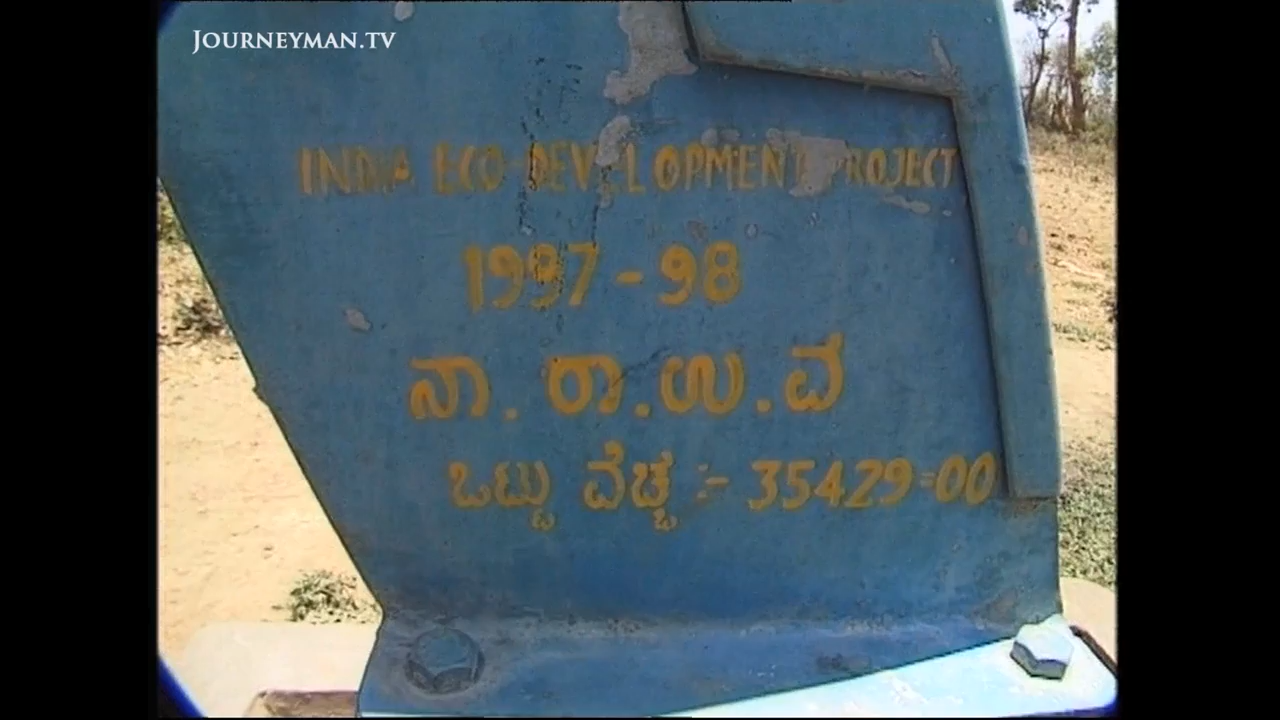 JOURNEYMAN.TV
INDIA ECO-DEVELOPMENT PROJECT
1997-98
ನಾ. ರಾ.ಉ.ವ
ಒಟ್ಟು ವೆಚ್ಚ :- 35429=00